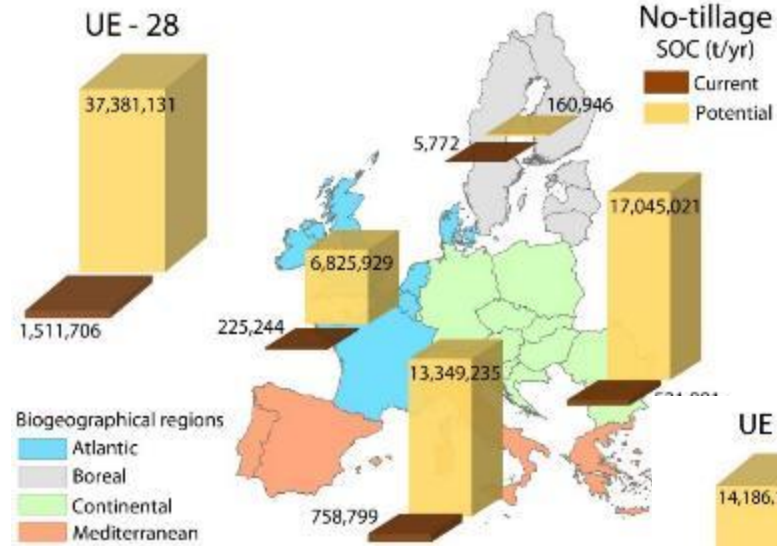 UE - 28
No-tillage
SOC (t/yr)
Current
Potential
37,381,131
1,511,706
160,946
5,772
17,045,021
6,825,929
225,244
13,349,235
758,799
Biogeographical regions
Atlantic
Boreal
Continental
Mediterranean
UE
14,186,